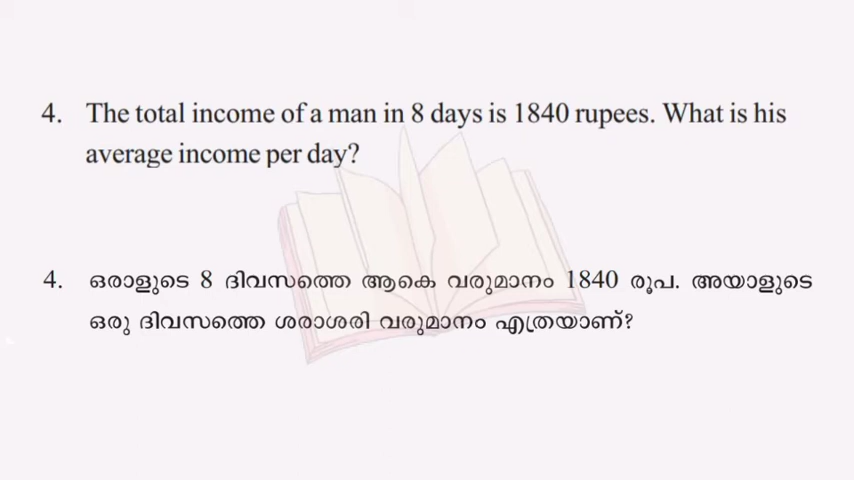 4. The total income of a man in 8 days is 1840 rupees. What is his
average income per day?
4. ഒരാളുടെ 8 ദിവസത്തെ ആകെ വരുമാനം 1840 രൂപ. അയാളുടെ
ഒരു ദിവസത്തെ ശരാശരി വരുമാനം എത്രയാണ്?